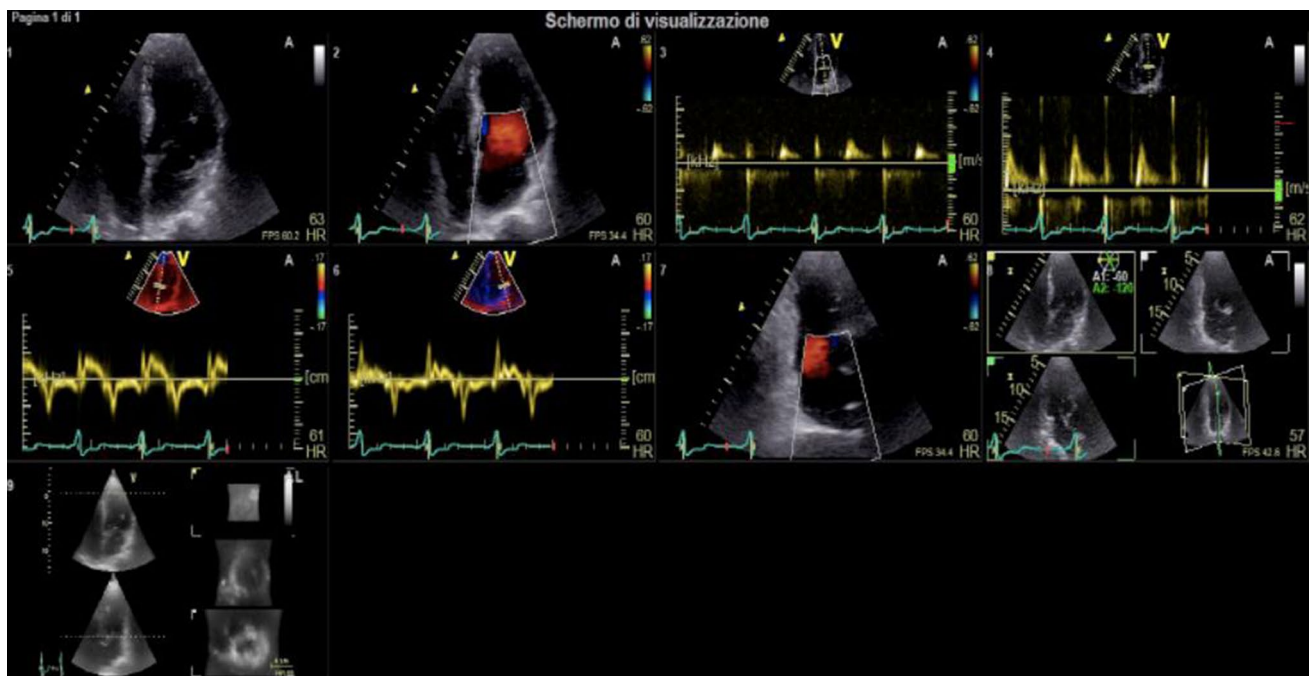 Pagina 1 di 1
Schermo di visualizzazione
1
A
63
FPS 60.2 HR
2
V
A
.62
-.62
60
FPS 34.4 HR
3
V
A
.62
-.62
[kHz]
[m/s
60
HR
4
V
A
[kHz]
[m/s]
62
HR
5
V
A
.17
-.17
[cm
61
HR
6
V
A
.17
-.17
[cm
60
HR
7
A
.62
-.62
60
FPS 34.4 HR
8
A1: -60
A2: -120
A
5
10
15
5
10
15
57
FPS 42.8 HR
9
V
L